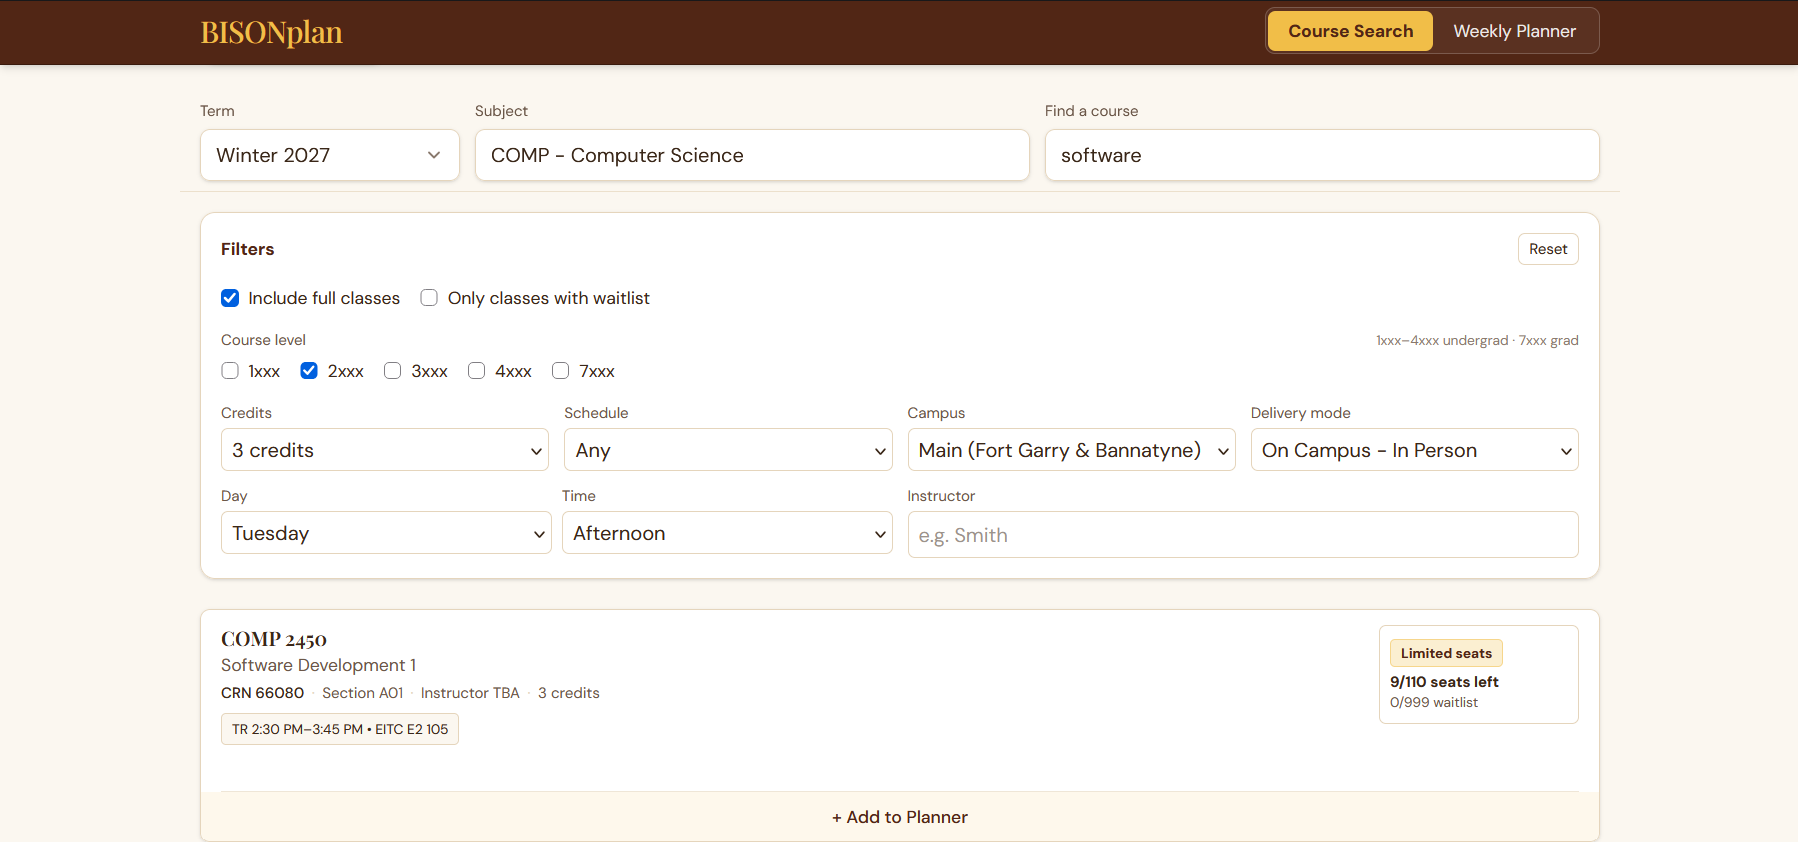 BISONplan
Course Search
Weekly Planner
Term
Subject
Find a course
Winter 2027
COMP - Computer Science
software
Filters
Reset
Include full classes
Only classes with waitlist
Course level
1xxx–4xxx undergrad · 7xxx grad
1xxx
2xxx
3xxx
4xxx
7xxx
Credits
Schedule
Campus
Delivery mode
3 credits
Any
Main (Fort Garry & Bannatyne)
On Campus - In Person
Day
Time
Instructor
Tuesday
Afternoon
e.g. Smith
COMP 2450
Software Development 1
CRN 66080 · Section A01 · Instructor TBA · 3 credits
TR 2:30 PM–3:45 PM • EITC E2 105
Limited seats
9/110 seats left
0/999 waitlist
+ Add to Planner